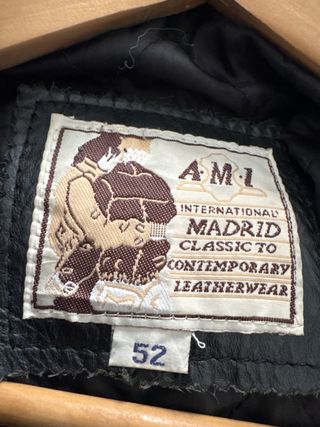 A·M·I
INTERNATIONAL
MADRID
CLASSIC TO
CONTEMPORARY
LEATHERWEAR
52